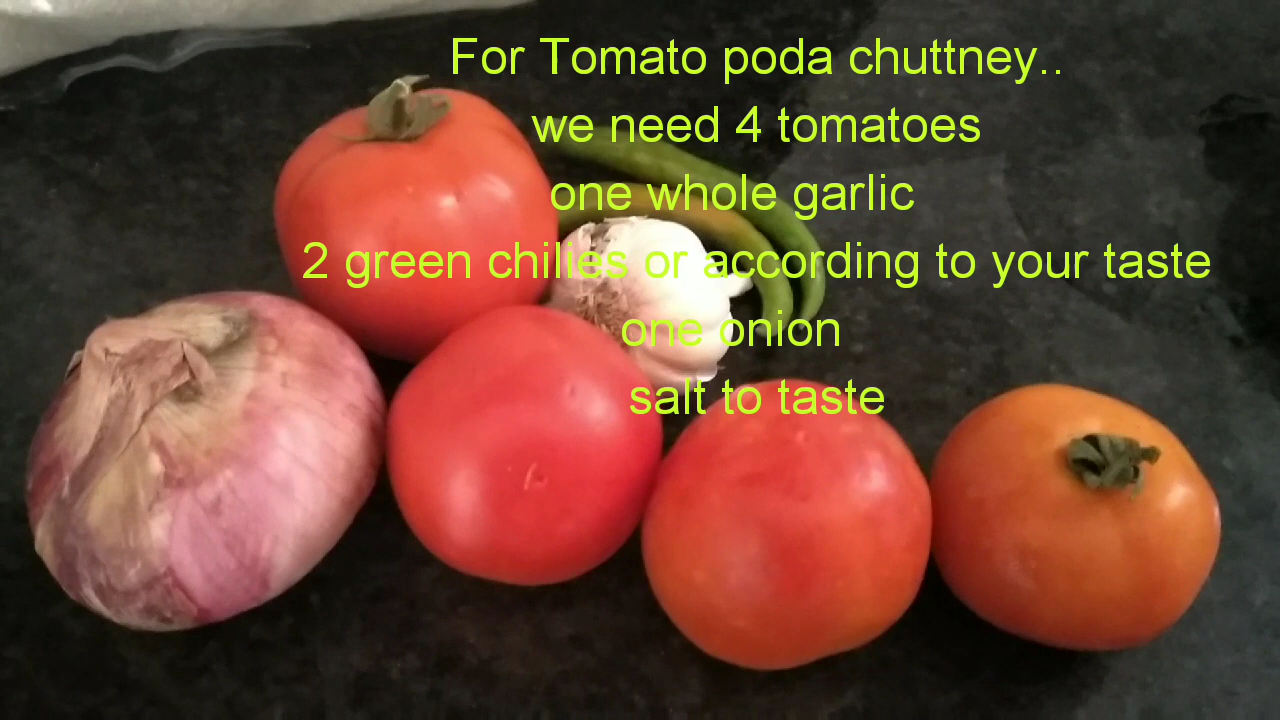 For Tomato poda chuttney..
we need 4 tomatoes
one whole garlic
2 green chilies or according to your taste
one onion
salt to taste